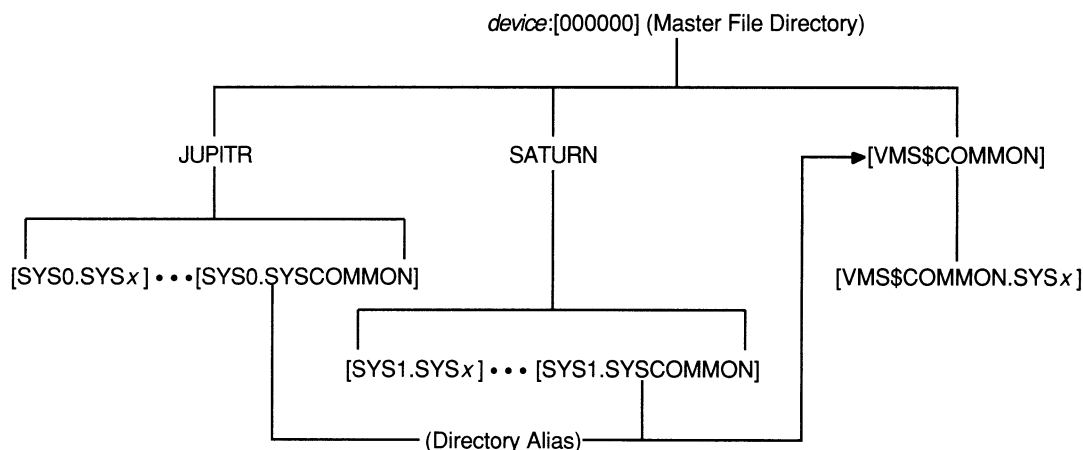 device:[000000] (Master File Directory)
JUPITR SATURN [VMS$COMMON]
[SYS0.SYSx] • • • [SYS0.SYSCOMMON] [VMS$COMMON.SYSx]
[SYS1.SYSx] • • • [SYS1.SYSCOMMON]
(Directory Alias)